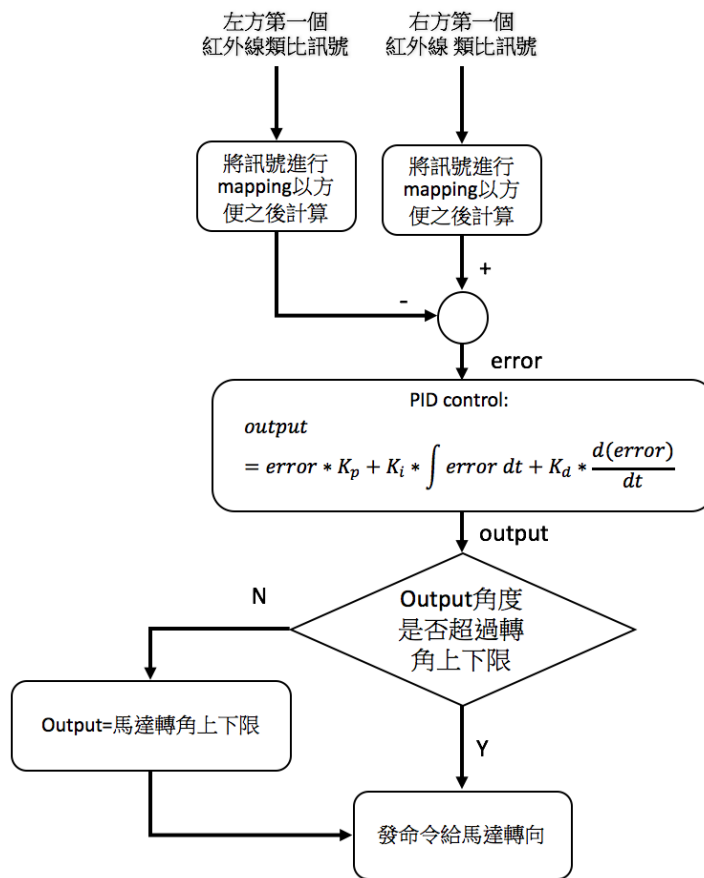 左方第一個
紅外線類比訊號
右方第一個
紅外線 類比訊號
將訊號進行
mapping以方
便之後計算
將訊號進行
mapping以方
便之後計算
+
-
error
PID control:
output
= error * K_p + K_i * ∫ error dt + K_d * d(error)/dt
output
N
Output角度
是否超過轉
角上下限
Output=馬達轉角上下限
Y
發命令給馬達轉向